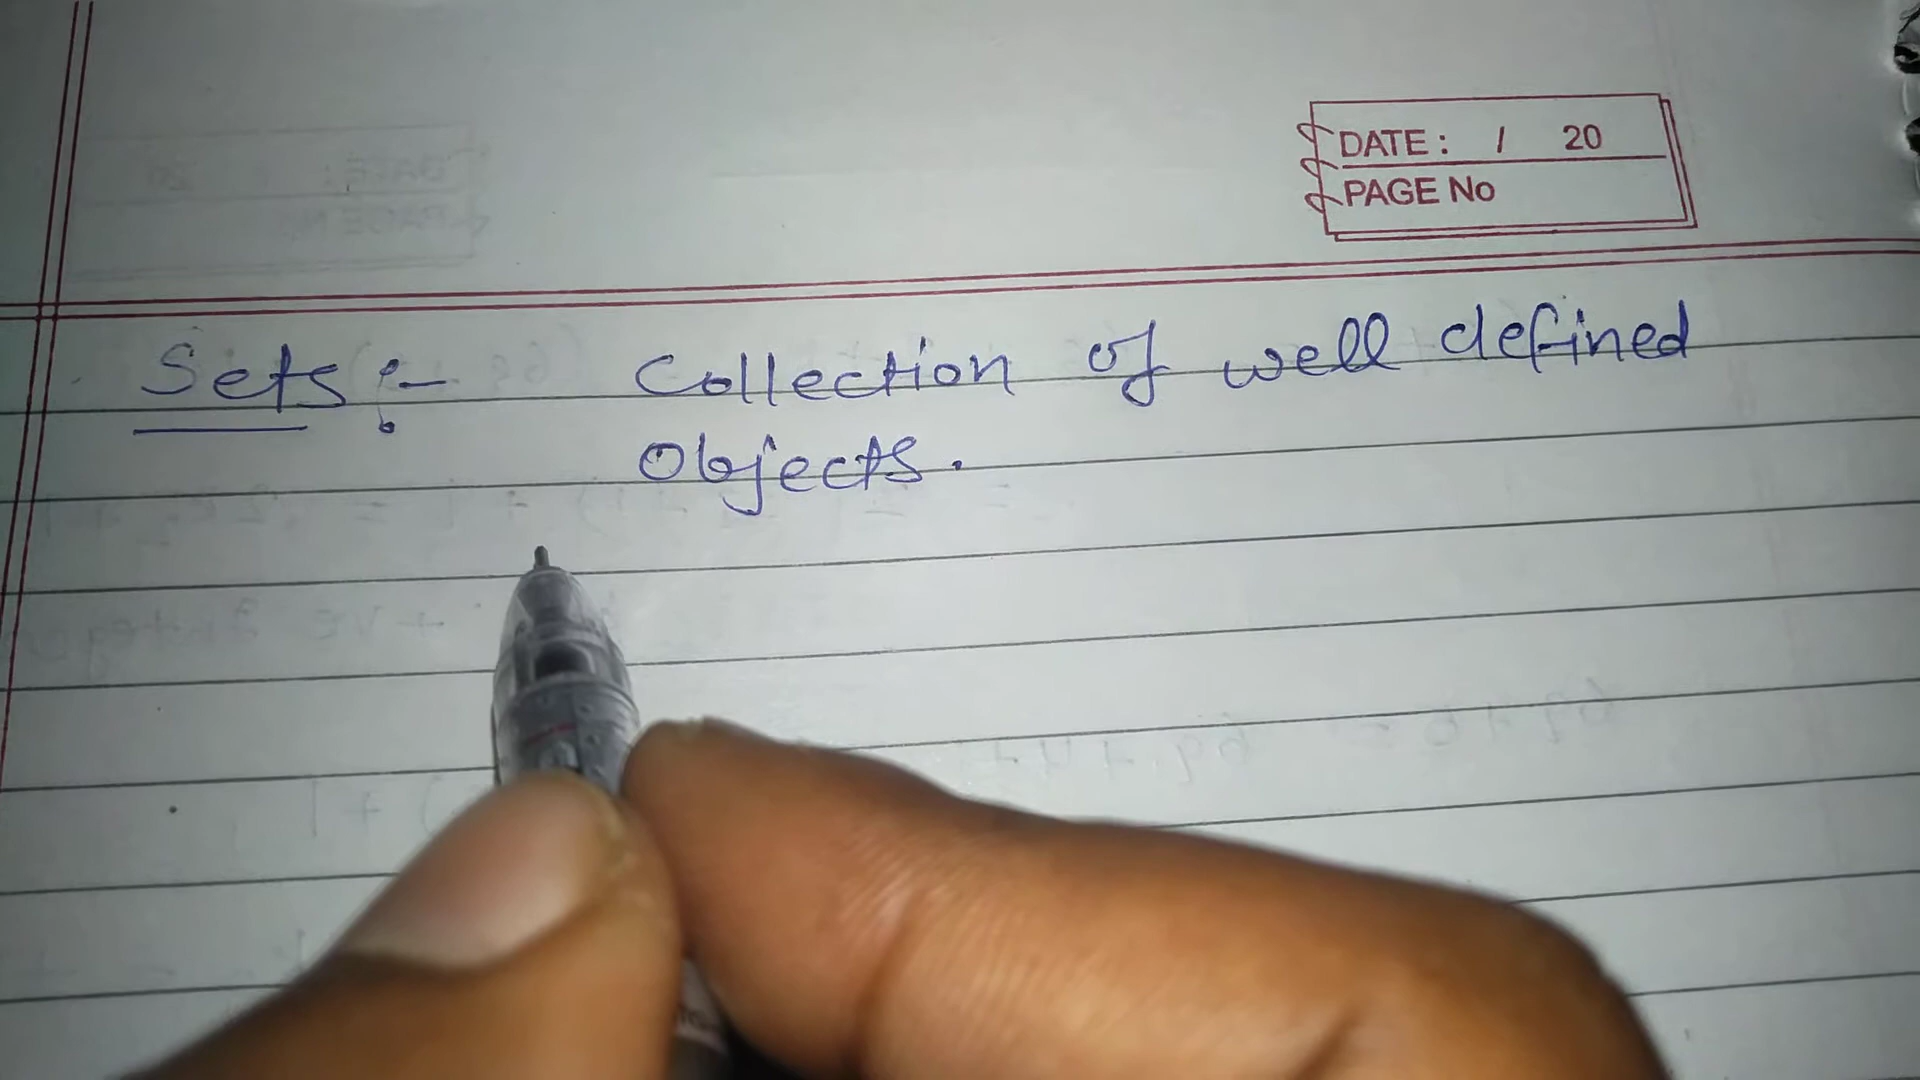 DATE : / 20
PAGE No
Sets :- Collection of well defined
Objects.